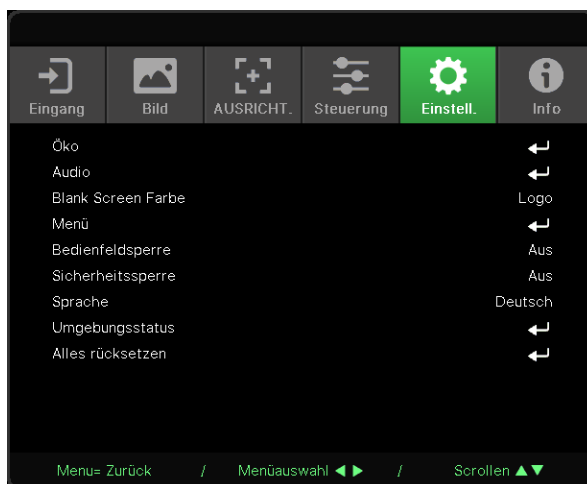 Eingang Bild AUSRICHT. Steuerung Einstell. Info
Öko
Audio
Blank Screen Farbe Logo
Menü
Bedienfeldsperre Aus
Sicherheitssperre Aus
Sprache Deutsch
Umgebungsstatus
Alles rücksetzen
Menu= Zurück / Menüauswahl ◀ ▶ / Scrollen ▲▼